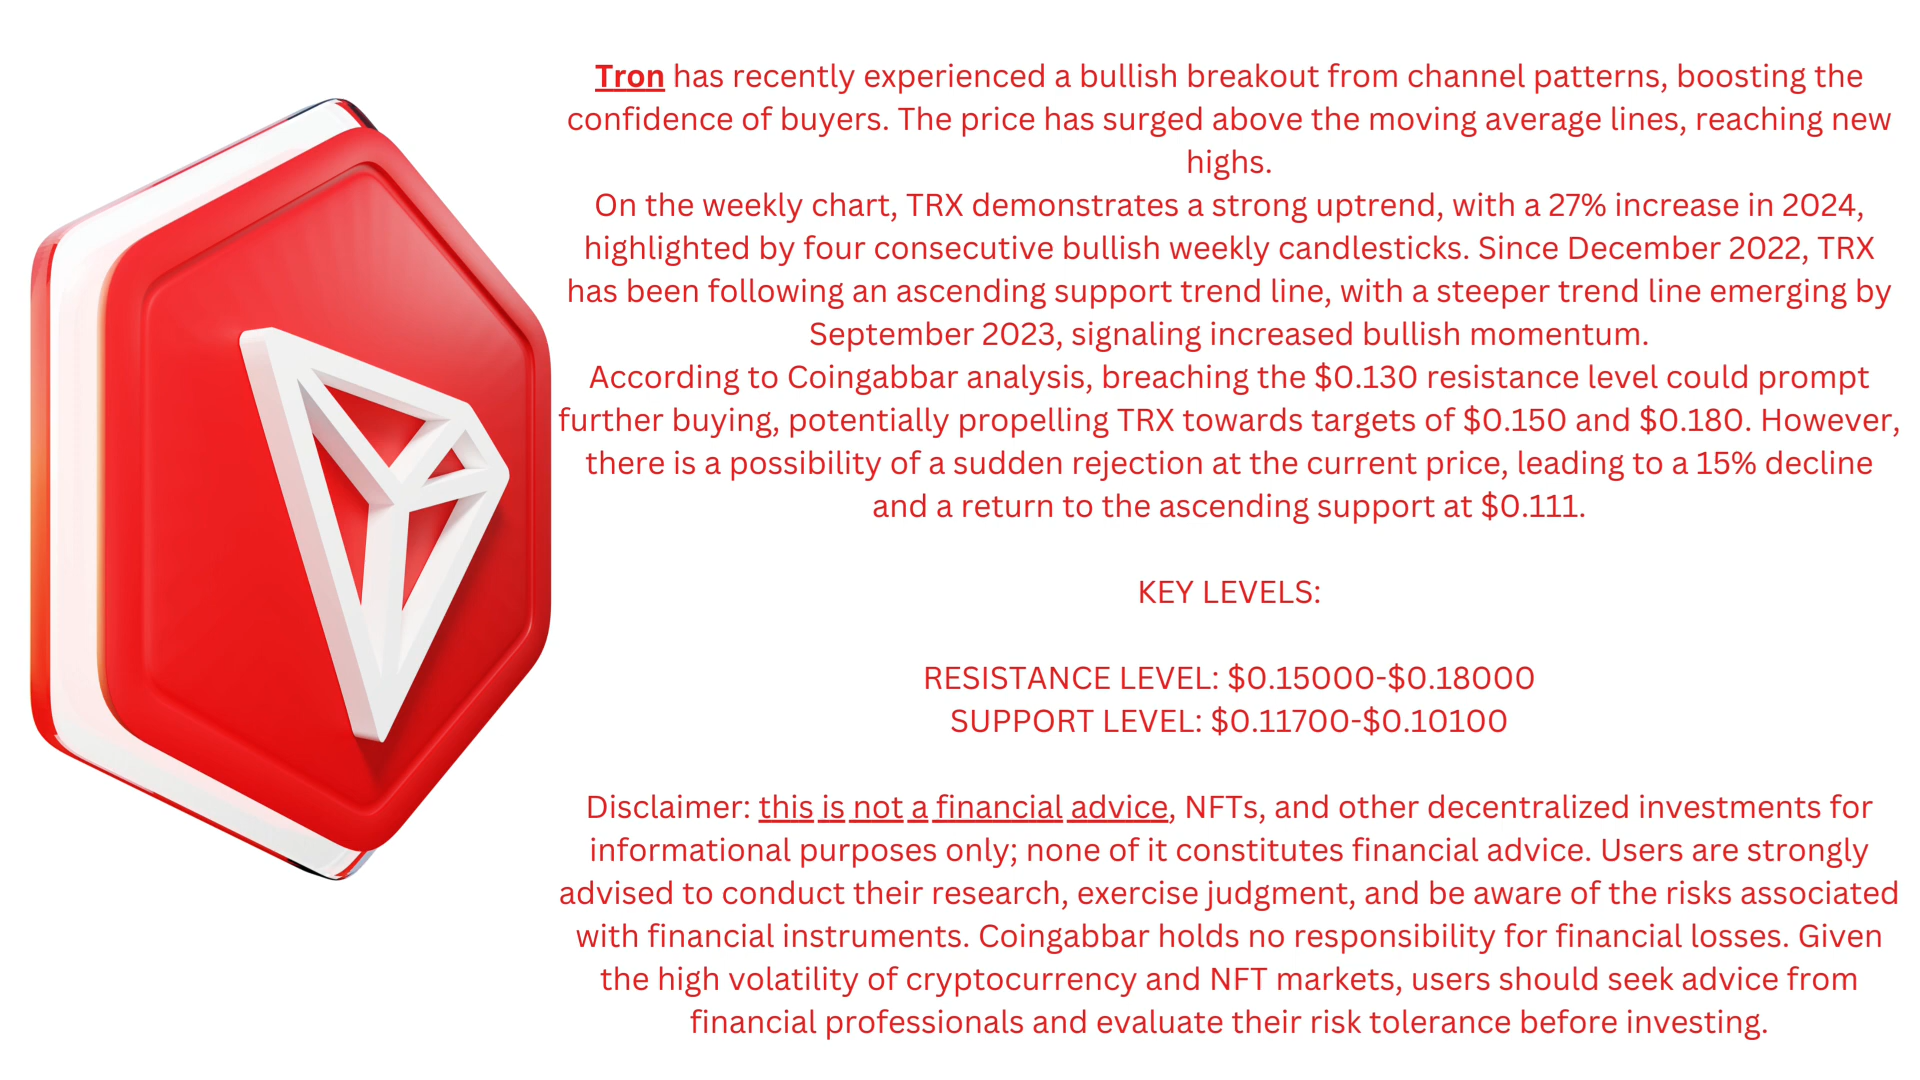 Tron has recently experienced a bullish breakout from channel patterns, boosting the
confidence of buyers. The price has surged above the moving average lines, reaching new
highs.
On the weekly chart, TRX demonstrates a strong uptrend, with a 27% increase in 2024,
highlighted by four consecutive bullish weekly candlesticks. Since December 2022, TRX
has been following an ascending support trend line, with a steeper trend line emerging by
September 2023, signaling increased bullish momentum.
According to Coingabbar analysis, breaching the $0.130 resistance level could prompt
further buying, potentially propelling TRX towards targets of $0.150 and $0.180. However,
there is a possibility of a sudden rejection at the current price, leading to a 15% decline
and a return to the ascending support at $0.111.
KEY LEVELS:
RESISTANCE LEVEL: $0.15000-$0.18000
SUPPORT LEVEL: $0.11700-$0.10100
Disclaimer: this is not a financial advice, NFTs, and other decentralized investments for
informational purposes only; none of it constitutes financial advice. Users are strongly
advised to conduct their research, exercise judgment, and be aware of the risks associated
with financial instruments. Coingabbar holds no responsibility for financial losses. Given
the high volatility of cryptocurrency and NFT markets, users should seek advice from
financial professionals and evaluate their risk tolerance before investing.